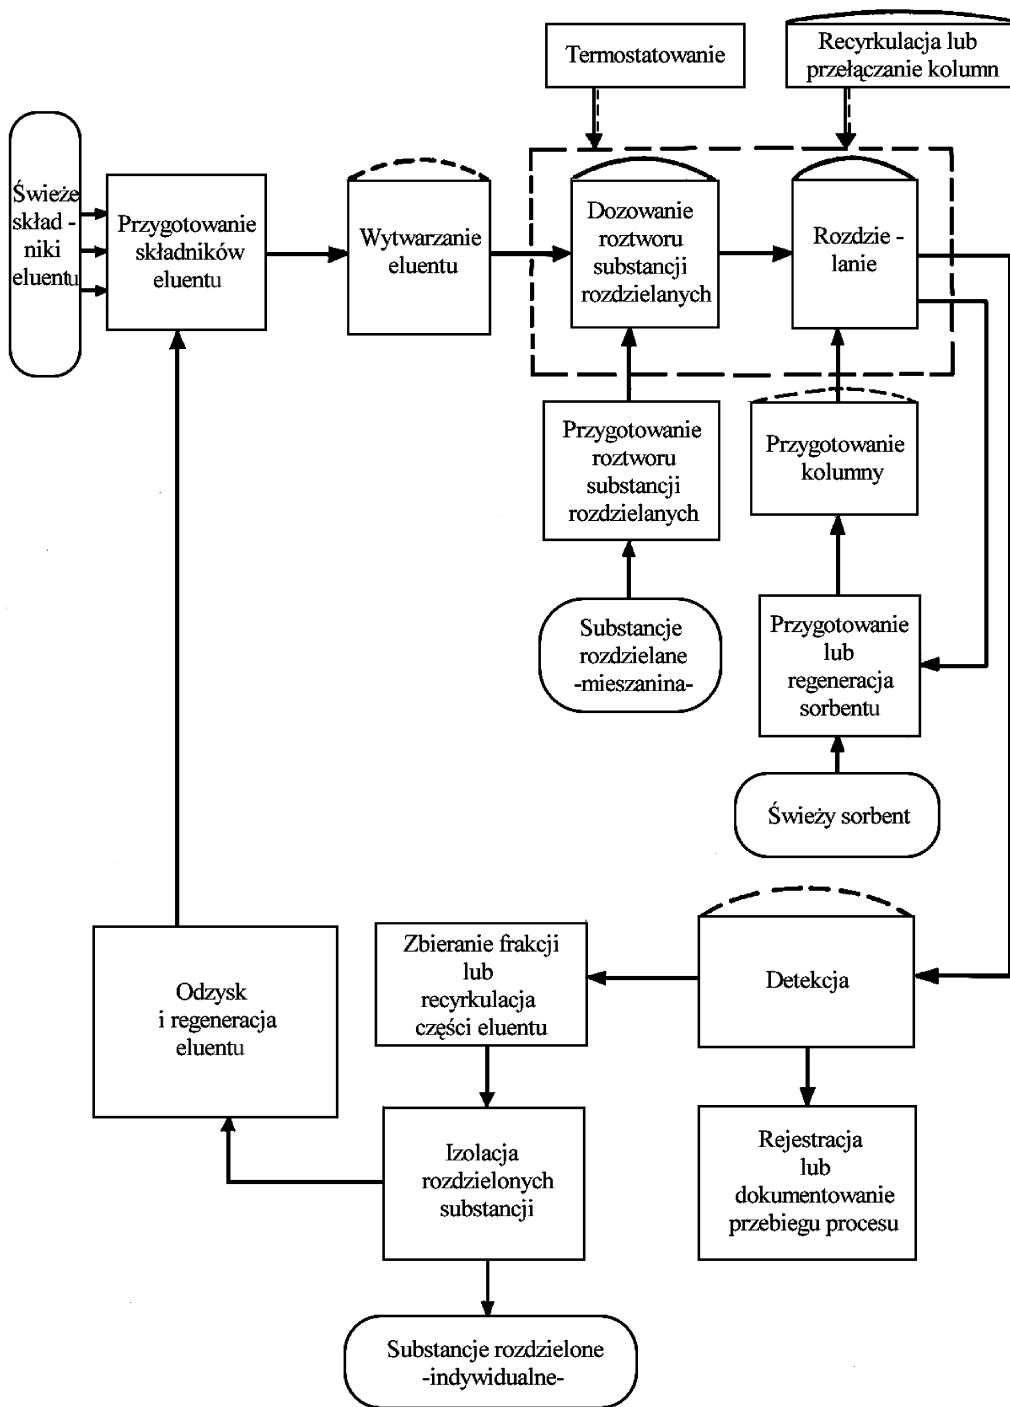 Termostatowanie
Recyrkulacja lub
przełączanie kolumn
Świeże
skład -
niki
eluentu
Przygotowanie
składników
eluentu
Wytwarzanie
eluentu
Dozowanie
roztworu
substancji
rozdzielanych
Rozdzie -
lanie
Przygotowanie
roztworu
substancji
rozdzielanych
Przygotowanie
kolumny
Substancje
rozdzielane
-mieszanina-
Przygotowanie
lub
regeneracja
sorbentu
Świeży sorbent
Odzysk
i regeneracja
eluentu
Zbieranie frakcji
lub
recyrkulacja
części eluentu
Detekcja
Izolacja
rozdzielonych
substancji
Rejestracja
lub
dokumentowanie
przebiegu procesu
Substancje rozdzielone
-indywidualne-